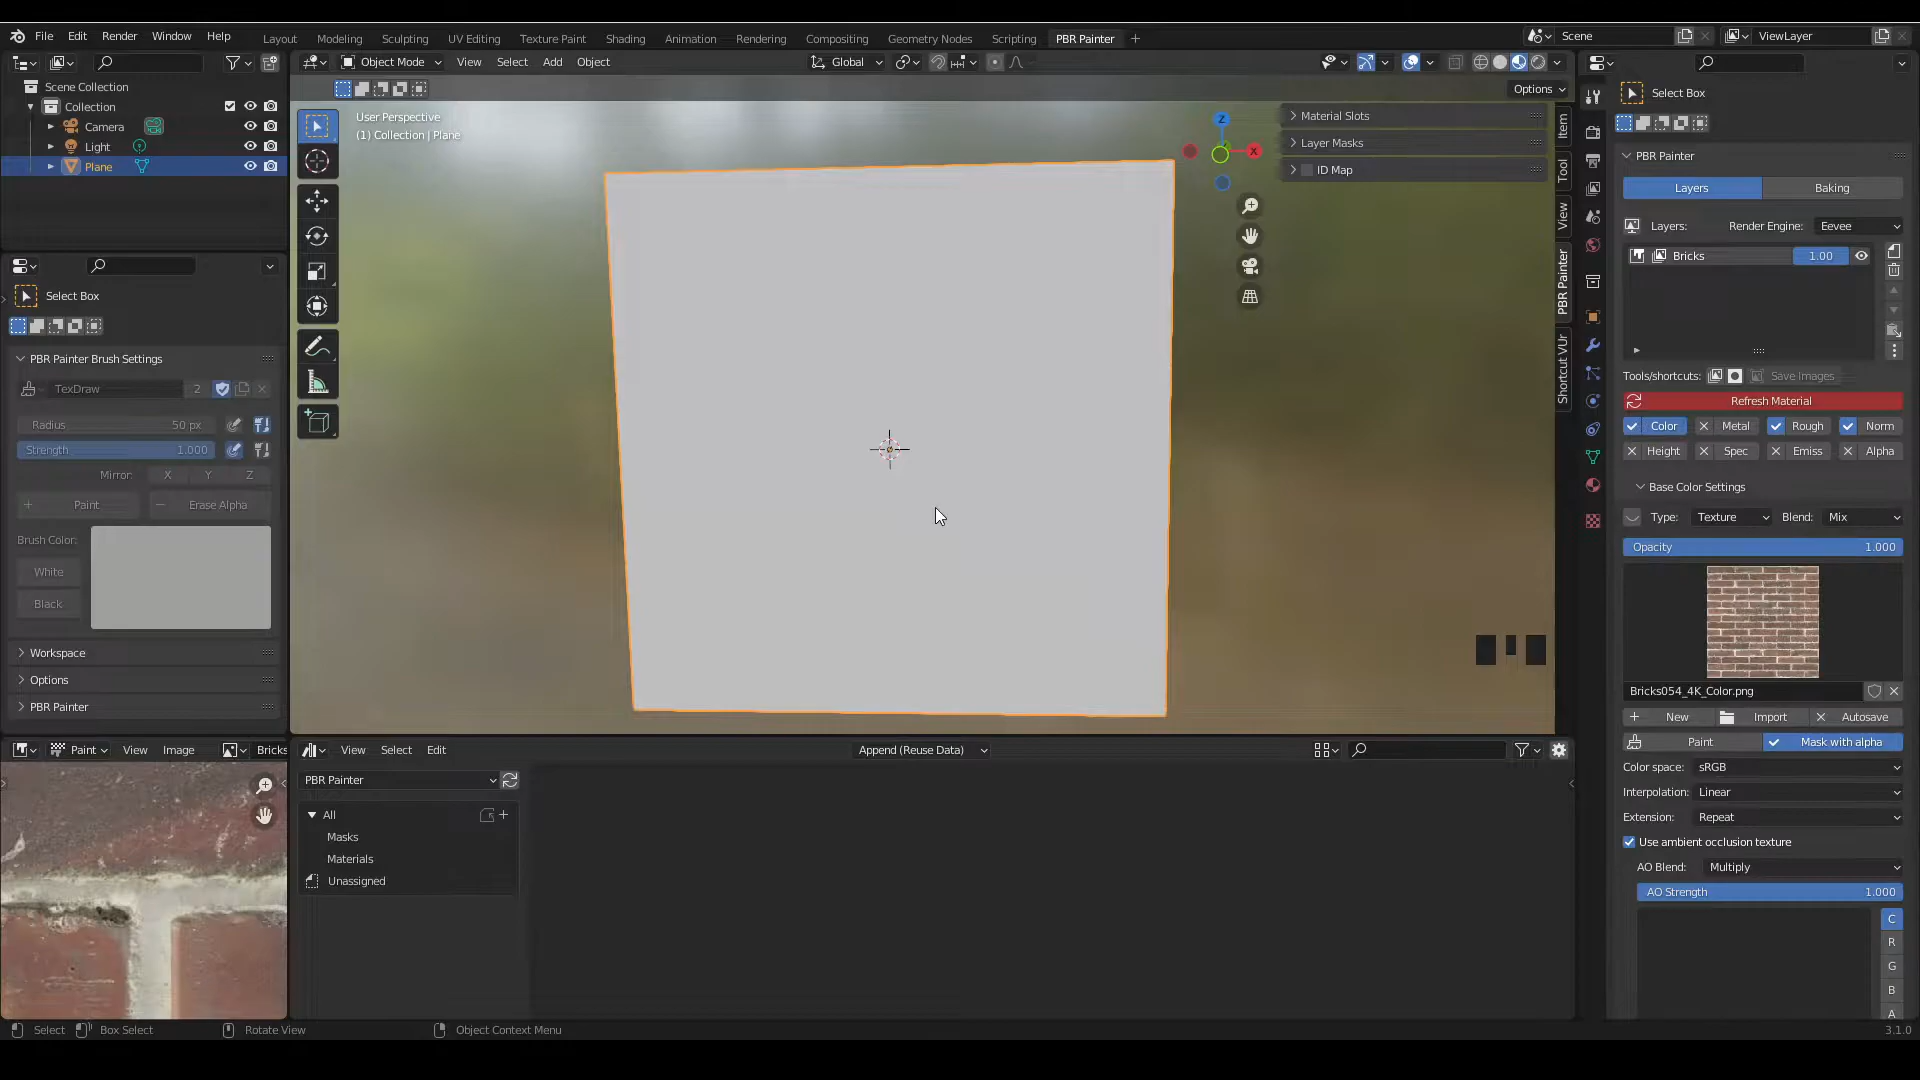 File Edit Render Window Help
Layout Modeling Sculpting UV Editing Texture Paint Shading Animation Rendering Compositing Geometry Nodes Scripting PBR Painter
Scene
ViewLayer
Object Mode View Select Add Object
Global
Options
Scene Collection
Collection
Camera
Light
Plane
Select Box
PBR Painter Brush Settings
TexDraw 2
Radius 50 px
Strength 1.000
Mirror: X Y Z
Paint
Erase Alpha
Brush Color:
White
Black
Workspace
Options
PBR Painter
User Perspective
(1) Collection | Plane
Z
X
Material Slots
Layer Masks
ID Map
Item
Tool
View
PBR Painter
Shortcut VUr
Select Box
PBR Painter
Layers Baking
Layers: Render Engine: Eevee
Bricks 1.00
Tools/shortcuts: Save Images
Refresh Material
Color Metal Rough Norm
Height Spec Emiss Alpha
Base Color Settings
Type: Texture Blend: Mix
Opacity 1.000
Bricks054_4K_Color.png
New Import Autosave
Paint Mask with alpha
Color space: sRGB
Interpolation: Linear
Extension: Repeat
Use ambient occlusion texture
AO Blend: Multiply
AO Strength 1.000
C
R
G
B
A
Paint View Image Bricks
View Select Edit
Append (Reuse Data)
PBR Painter
All
Masks
Materials
Unassigned
Select Box Select Rotate View Object Context Menu
3.1.0